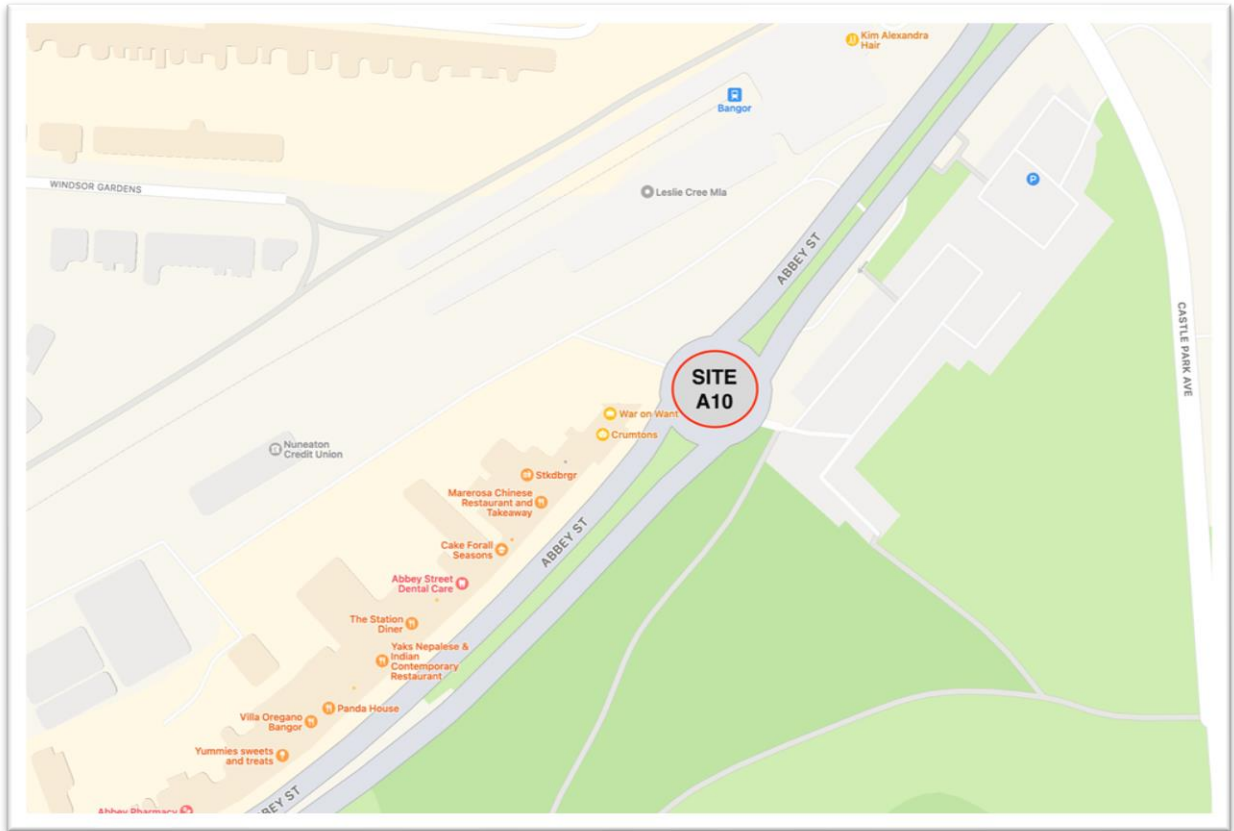 Kim Alexandra
Hair
Bangor
P
WINDSOR GARDENS
Leslie Cree Mla
ABBEY ST
CASTLE PARK AVE
SITE
A10
War on Want
Crumtons
Nuneaton
Credit Union
Stkdbrgr
Marerosa Chinese
Restaurant and
Takeaway
ABBEY ST
Cake Forall
Seasons
Abbey Street
Dental Care
The Station
Diner
Yaks Nepalese &
Indian
Contemporary
Restaurant
Panda House
Villa Oregano
Bangor
Yummies sweets
and treats
Abbey Pharmacy
BEY ST